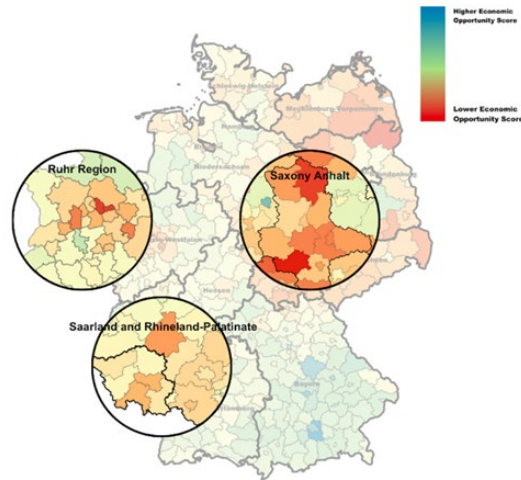 Higher Economic
Opportunity Score
Lower Economic
Opportunity Score
Schleswig-Holstein
Mecklenburg-Vorpommern
Niedersachsen
Ruhr Region
Saxony Anhalt
Hessen
Saarland and Rhineland-Palatinate
Bayern